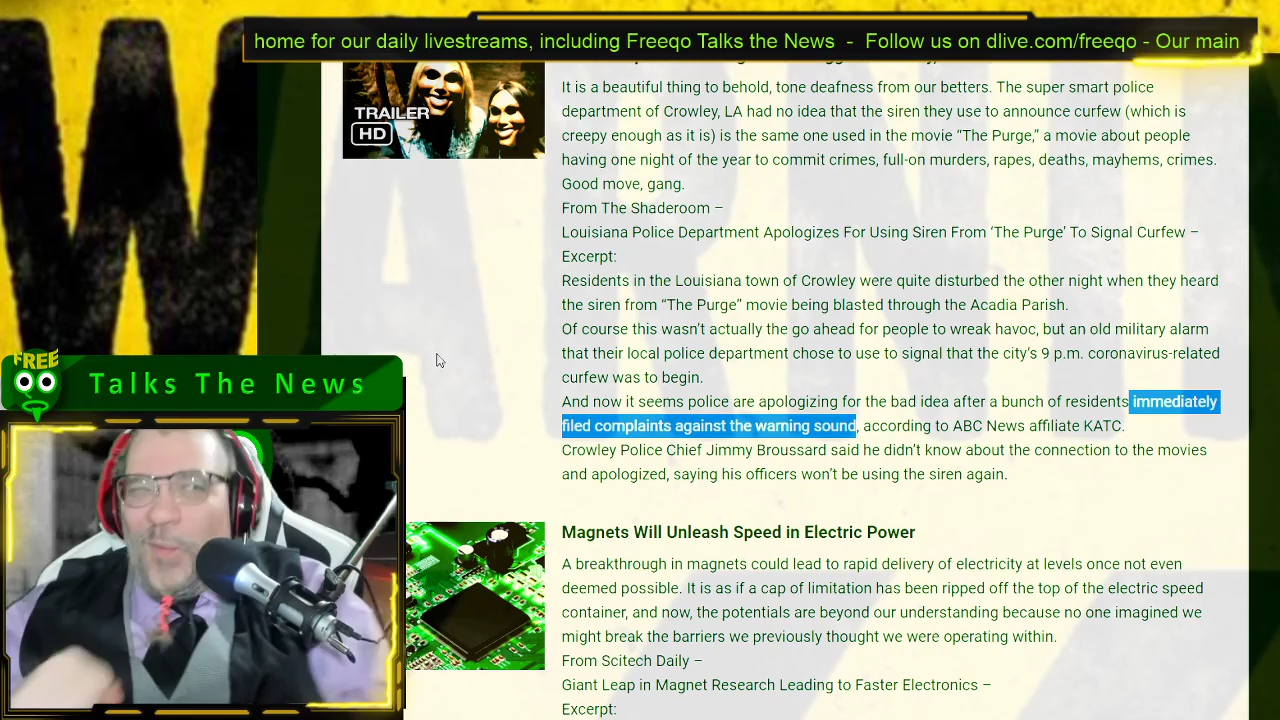 home for our daily livestreams, including Freeqo Talks the News - Follow us on dlive.com/freeqo - Our main
TRAILER
HD
It is a beautiful thing to behold, tone deafness from our betters. The super smart police
department of Crowley, LA had no idea that the siren they use to announce curfew (which is
creepy enough as it is) is the same one used in the movie “The Purge,” a movie about people
having one night of the year to commit crimes, full-on murders, rapes, deaths, mayhems, crimes.
Good move, gang.
From The Shaderoom –
Louisiana Police Department Apologizes For Using Siren From ‘The Purge’ To Signal Curfew –
Excerpt:
Residents in the Louisiana town of Crowley were quite disturbed the other night when they heard
the siren from “The Purge” movie being blasted through the Acadia Parish.
Of course this wasn’t actually the go ahead for people to wreak havoc, but an old military alarm
that their local police department chose to use to signal that the city’s 9 p.m. coronavirus-related
curfew was to begin.
And now it seems police are apologizing for the bad idea after a bunch of residents immediately
filed complaints against the warning sound, according to ABC News affiliate KATC.
Crowley Police Chief Jimmy Broussard said he didn’t know about the connection to the movies
and apologized, saying his officers won’t be using the siren again.
FREE
Talks The News
Magnets Will Unleash Speed in Electric Power
A breakthrough in magnets could lead to rapid delivery of electricity at levels once not even
deemed possible. It is as if a cap of limitation has been ripped off the top of the electric speed
container, and now, the potentials are beyond our understanding because no one imagined we
might break the barriers we previously thought we were operating within.
From Scitech Daily –
Giant Leap in Magnet Research Leading to Faster Electronics –
Excerpt: